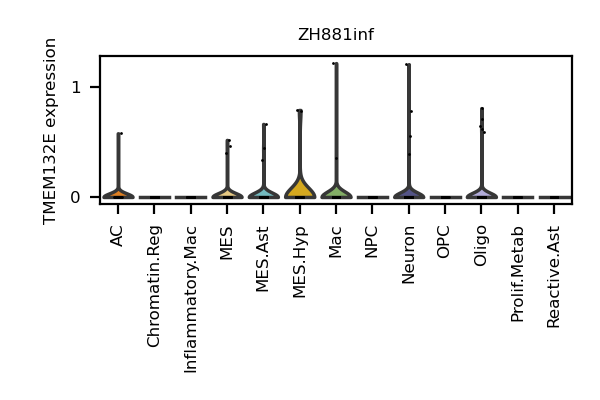 ZH881inf
TMEM132E expression
1
0
AC
Chromatin.Reg
Inflammatory.Mac
MES
MES.Ast
MES.Hyp
Mac
NPC
Neuron
OPC
Oligo
Prolif.Metab
Reactive.Ast